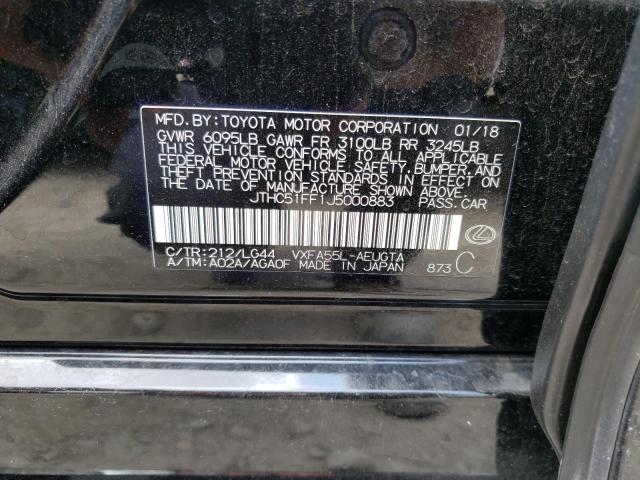 MFD.BY:TOYOTA MOTOR CORPORATION 01/18
GVWR 6095LB GAWR FR 3100LB RR 3245LB
THIS VEHICLE CONFORMS TO ALL APPLICABLE
FEDERAL MOTOR VEHICLE SAFETY,BUMPER,AND
THEFT PREVENTION STANDARDS IN EFFECT ON
THE DATE OF MANUFACTURE SHOWN ABOVE.
JTHC51FF1J5000883 PASS.CAR
C/TR:212/LG44 VXFA55L-AEUGTA
A/TM:A02A/AGA0F MADE IN JAPAN 873 C